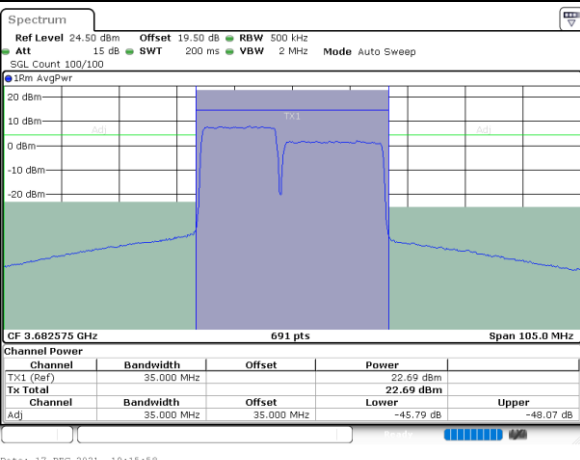 Spectrum
Ref Level 24.50 dBm Offset 19.50 dB RBW 500 kHz
Att 15 dB SWT 200 ms VBW 2 MHz Mode Auto Sweep
SGL Count 100/100
1Rm AvgPwr
20 dBm
TX1
10 dBm
Adj Adj
0 dBm
-10 dBm
-20 dBm
CF 3.682575 GHz 691 pts Span 105.0 MHz
Channel Power
Channel Bandwidth Offset Power
TX1 (Ref) 35.000 MHz 22.69 dBm
Tx Total 22.69 dBm
Channel Bandwidth Offset Lower Upper
Adj 35.000 MHz 35.000 MHz -45.79 dB -48.07 dB
Ready